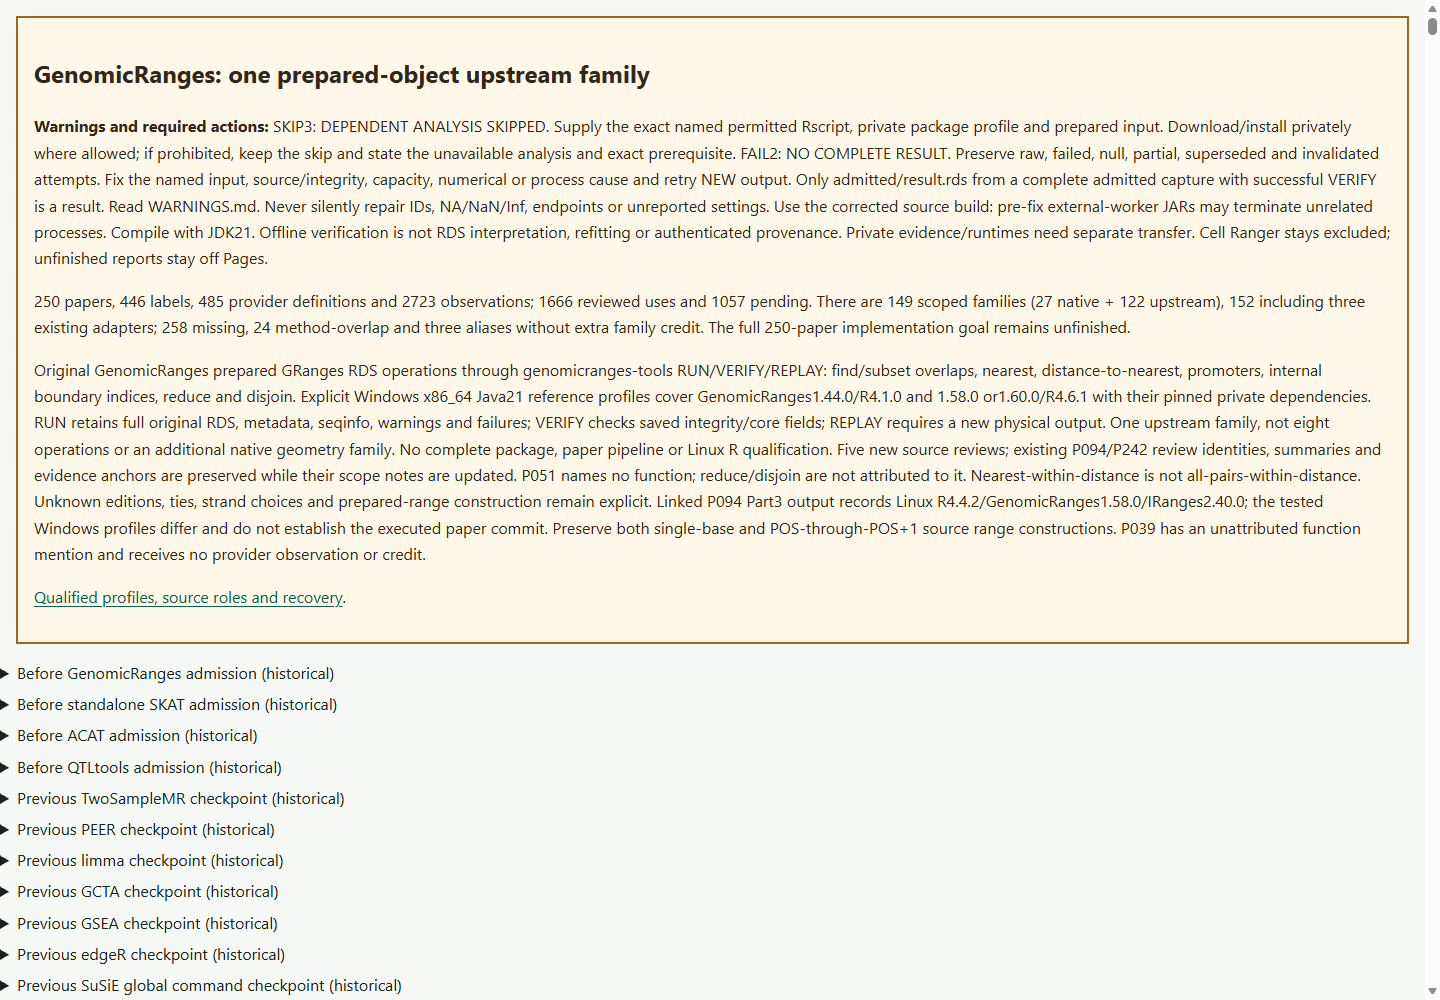 GenomicRanges: one prepared-object upstream family
Warnings and required actions: SKIP3: DEPENDENT ANALYSIS SKIPPED. Supply the exact named permitted Rscript, private package profile and prepared input. Download/install privately
where allowed; if prohibited, keep the skip and state the unavailable analysis and exact prerequisite. FAIL2: NO COMPLETE RESULT. Preserve raw, failed, null, partial, superseded and invalidated
attempts. Fix the named input, source/integrity, capacity, numerical or process cause and retry NEW output. Only admitted/result.rds from a complete admitted capture with successful VERIFY
is a result. Read WARNINGS.md. Never silently repair IDs, NA/NaN/Inf, endpoints or unreported settings. Use the corrected source build: pre-fix external-worker JARs may terminate unrelated
processes. Compile with JDK21. Offline verification is not RDS interpretation, refitting or authenticated provenance. Private evidence/runtimes need separate transfer. Cell Ranger stays excluded;
unfinished reports stay off Pages.
250 papers, 446 labels, 485 provider definitions and 2723 observations; 1666 reviewed uses and 1057 pending. There are 149 scoped families (27 native + 122 upstream), 152 including three
existing adapters; 258 missing, 24 method-overlap and three aliases without extra family credit. The full 250-paper implementation goal remains unfinished.
Original GenomicRanges prepared GRanges RDS operations through genomicranges-tools RUN/VERIFY/REPLAY: find/subset overlaps, nearest, distance-to-nearest, promoters, internal
boundary indices, reduce and disjoin. Explicit Windows x86_64 Java21 reference profiles cover GenomicRanges1.44.0/R4.1.0 and 1.58.0 or1.60.0/R4.6.1 with their pinned private dependencies.
RUN retains full original RDS, metadata, seqinfo, warnings and failures; VERIFY checks saved integrity/core fields; REPLAY requires a new physical output. One upstream family, not eight
operations or an additional native geometry family. No complete package, paper pipeline or Linux R qualification. Five new source reviews; existing P094/P242 review identities, summaries and
evidence anchors are preserved while their scope notes are updated. P051 names no function; reduce/disjoin are not attributed to it. Nearest-within-distance is not all-pairs-within-distance.
Unknown editions, ties, strand choices and prepared-range construction remain explicit. Linked P094 Part3 output records Linux R4.4.2/GenomicRanges1.58.0/IRanges2.40.0; the tested
Windows profiles differ and do not establish the executed paper commit. Preserve both single-base and POS-through-POS+1 source range constructions. P039 has an unattributed function
mention and receives no provider observation or credit.
Qualified profiles, source roles and recovery.
Before GenomicRanges admission (historical)
Before standalone SKAT admission (historical)
Before ACAT admission (historical)
Before QTLtools admission (historical)
Previous TwoSampleMR checkpoint (historical)
Previous PEER checkpoint (historical)
Previous limma checkpoint (historical)
Previous GCTA checkpoint (historical)
Previous GSEA checkpoint (historical)
Previous edgeR checkpoint (historical)
Previous SuSiE global command checkpoint (historical)